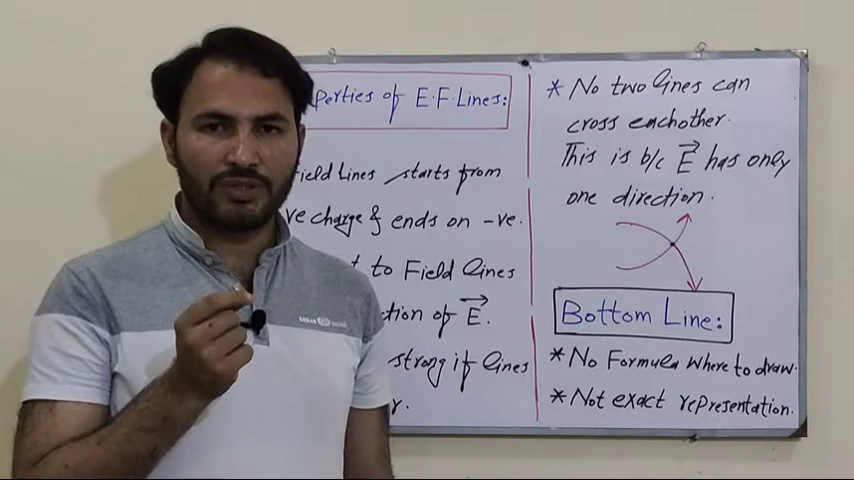 perties of E.F.Lines:
Field Lines starts from
ve charge & ends on -ve.
to Field lines
ction of E→.
strong if lines
r.
* No two lines can
cross eachother.
This is b/c E→ has only
one direction.
Bottom Line:
* No Formula where to draw.
* Not exact representation.